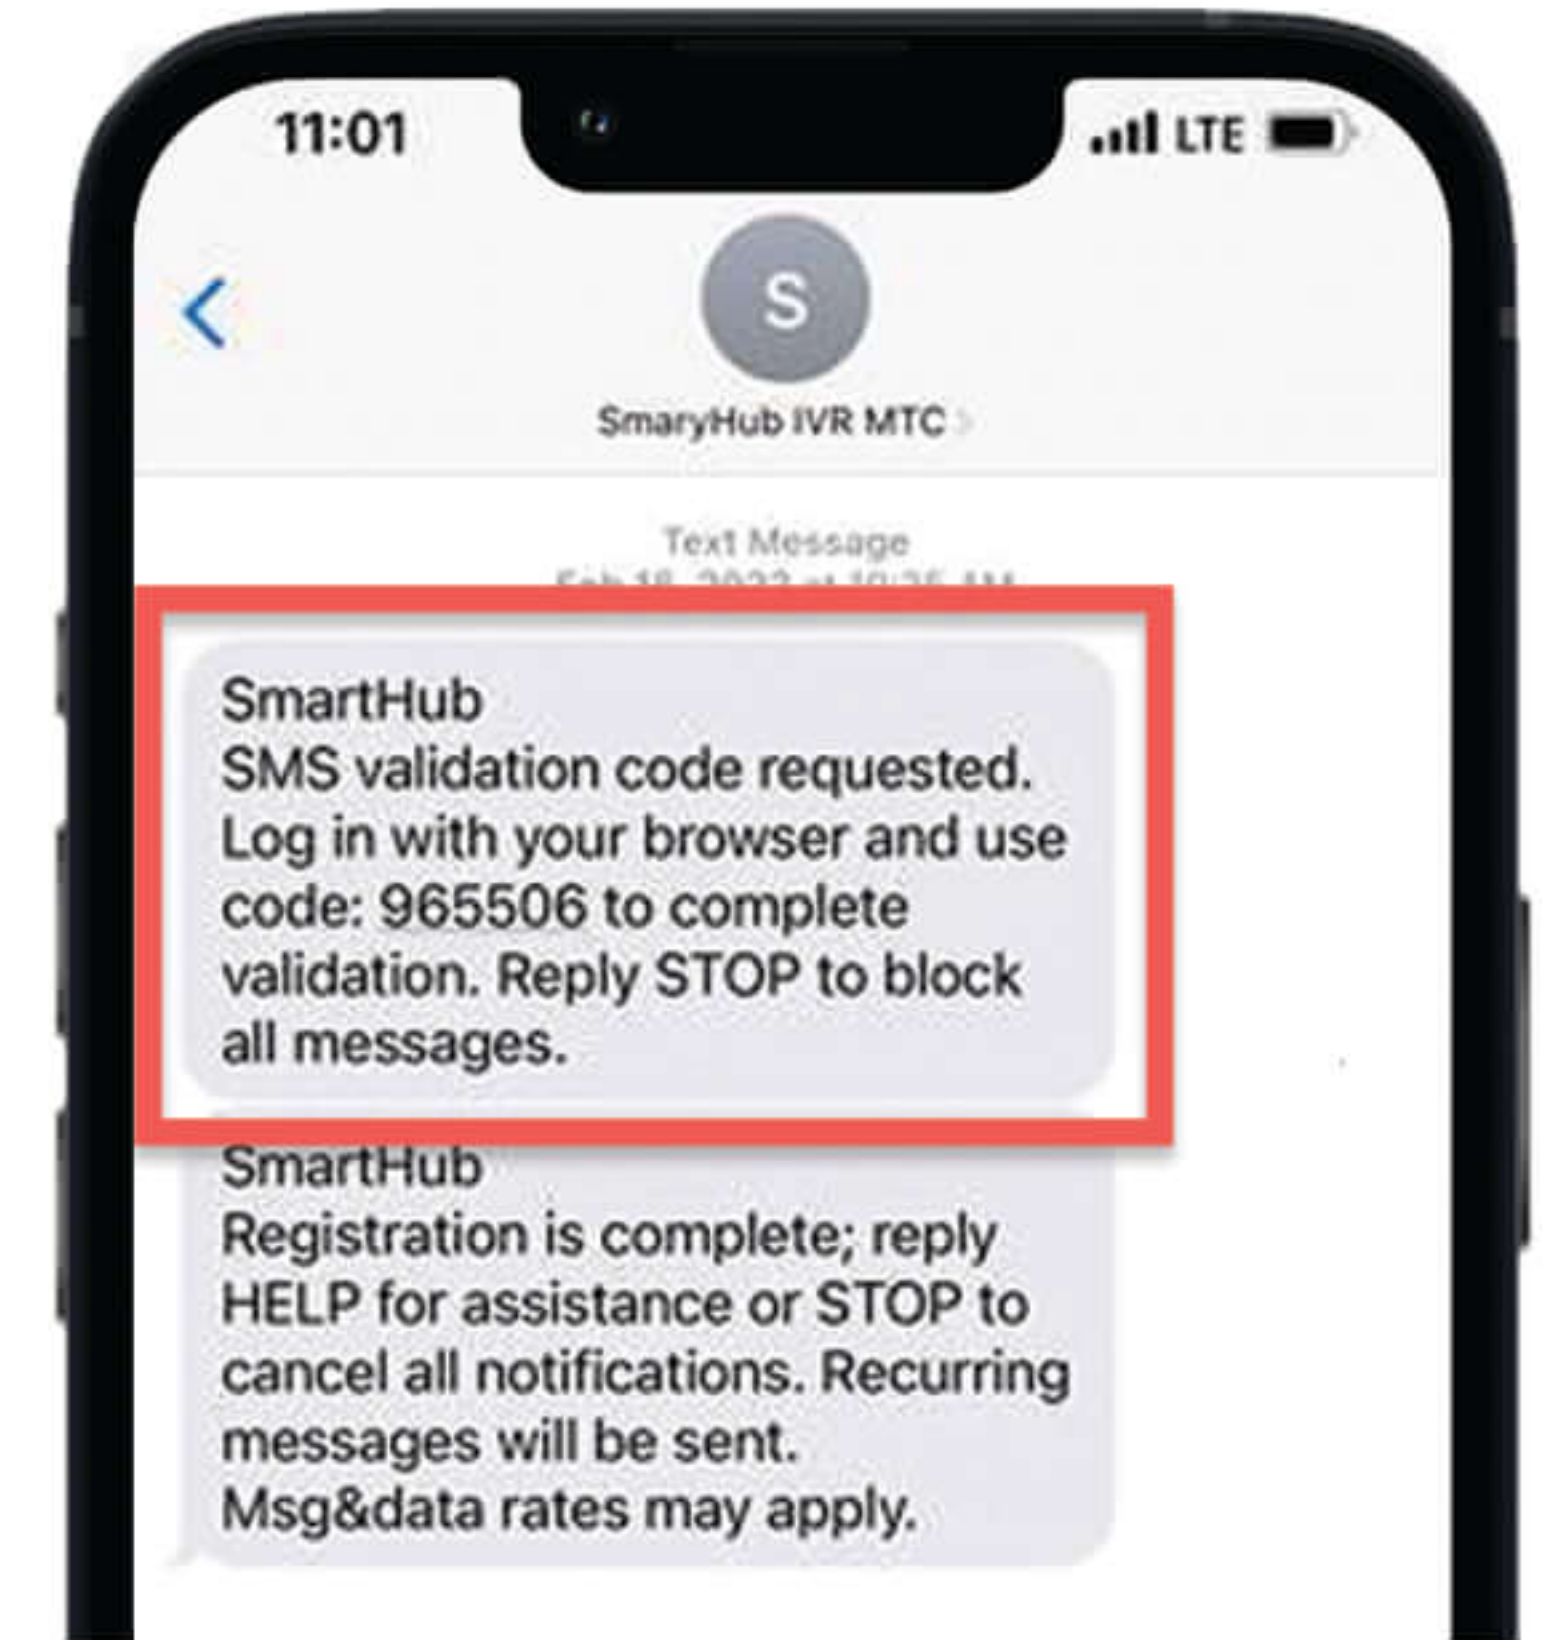 11:01
LTE
S
SmaryHub IVR MTC
Text Message
SmartHub
SMS validation code requested.
Log in with your browser and use
code: 965506 to complete
validation. Reply STOP to block
all messages.
SmartHub
Registration is complete; reply
HELP for assistance or STOP to
cancel all notifications. Recurring
messages will be sent.
Msg&data rates may apply.